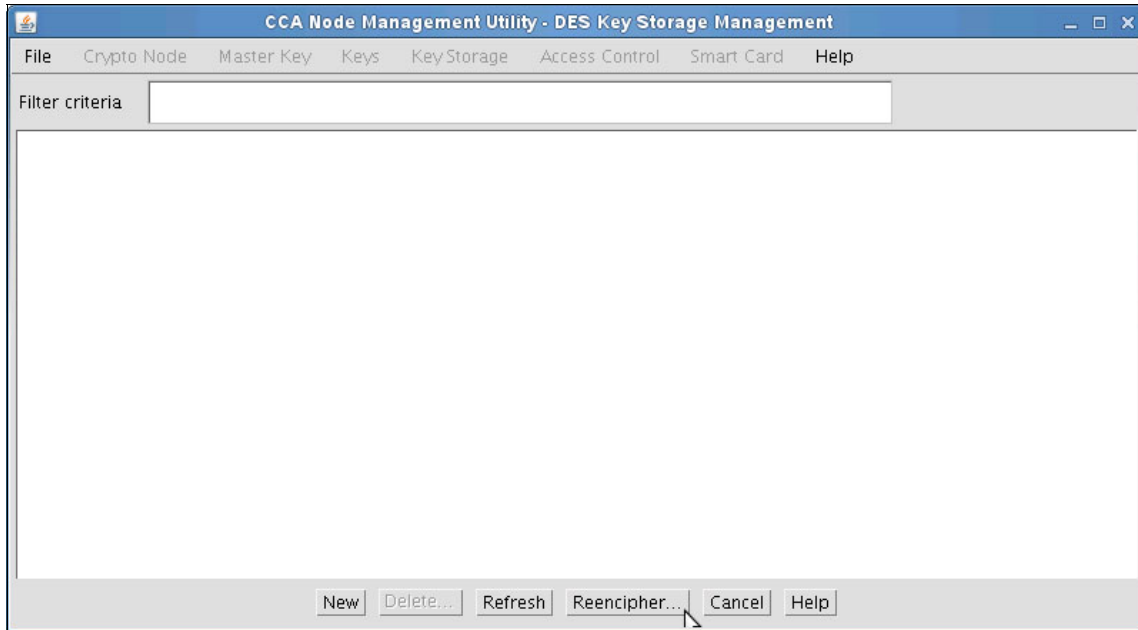 CCA Node Management Utility - DES Key Storage Management
File Crypto Node Master Key Keys Key Storage Access Control Smart Card Help
Filter criteria
New Delete... Refresh Reencipher... Cancel Help